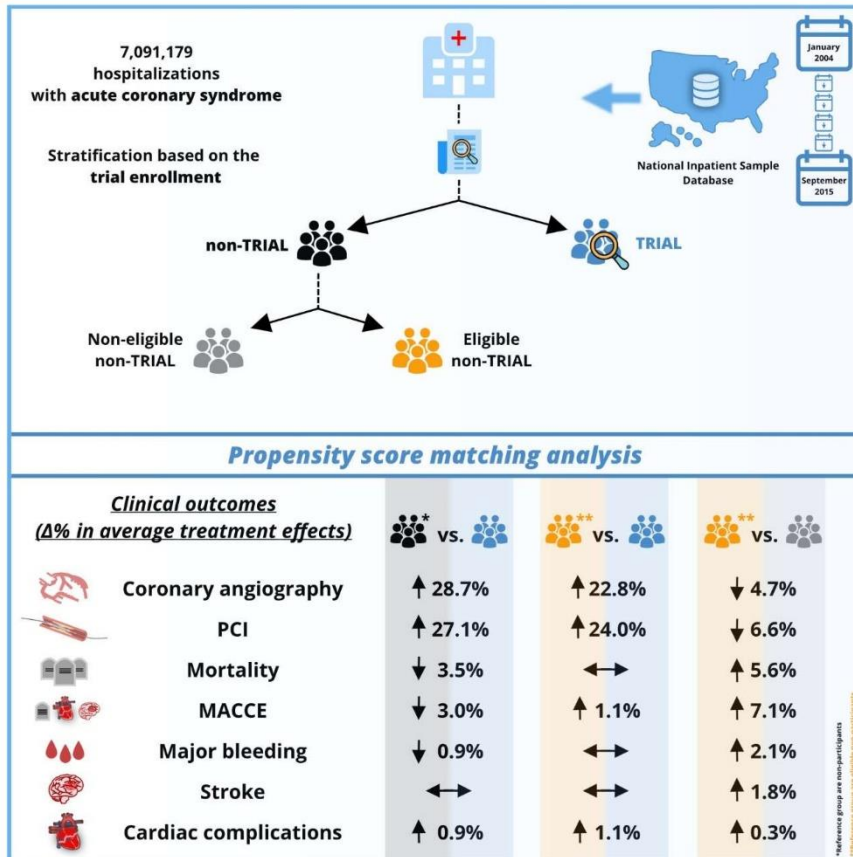 7,091,179
hospitalizations
with acute coronary syndrome
January
2004
National Inpatient Sample
Database
September
2015
Stratification based on the
trial enrollment
non-TRIAL
TRIAL
Non-eligible
non-TRIAL
Eligible
non-TRIAL
Propensity score matching analysis
Clinical outcomes
(Δ% in average treatment effects)
* vs.
** vs.
** vs.
Coronary angiography ↑ 28.7% ↑ 22.8% ↓ 4.7%
PCI ↑ 27.1% ↑ 24.0% ↓ 6.6%
Mortality ↓ 3.5% ↔ ↑ 5.6%
MACCE ↓ 3.0% ↑ 1.1% ↑ 7.1%
Major bleeding ↓ 0.9% ↔ ↑ 2.1%
Stroke ↔ ↔ ↑ 1.8%
Cardiac complications ↑ 0.9% ↑ 1.1% ↑ 0.3%
*Reference group are non-participants